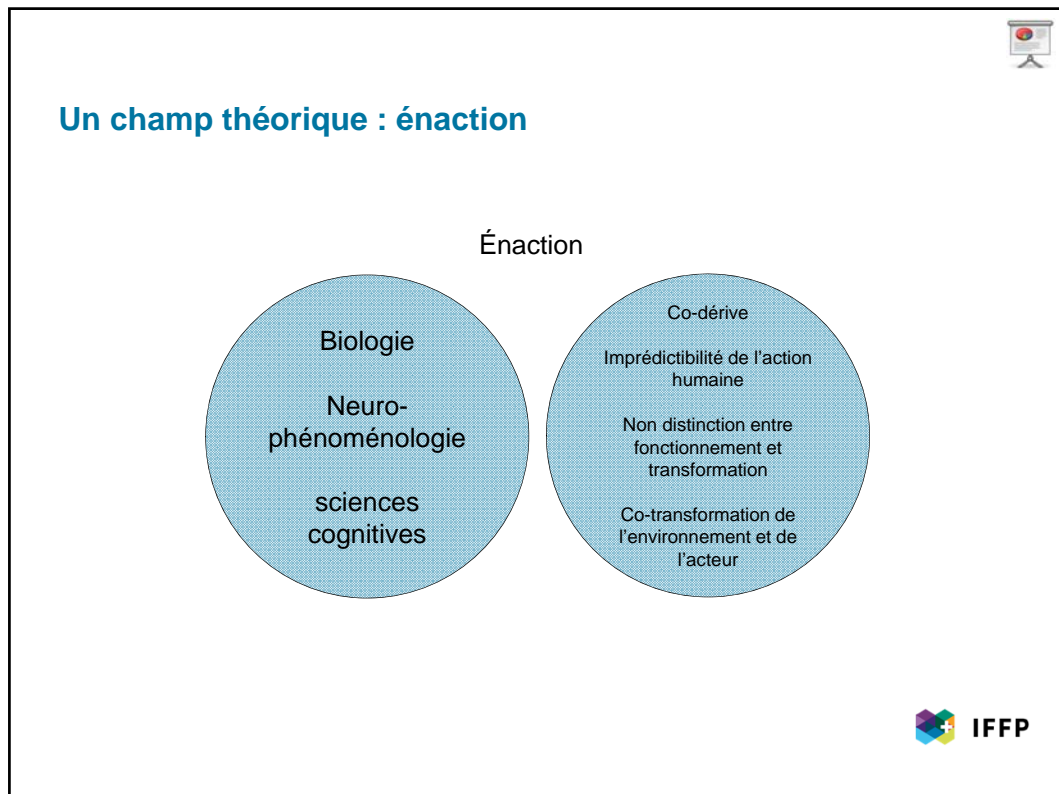 Un champ théorique : énaction
Énaction
Biologie
Neuro-
phénoménologie
sciences
cognitives
Co-dérive
Imprédictibilité de l'action
humaine
Non distinction entre
fonctionnement et
transformation
Co-transformation de
l'environnement et de
l'acteur
IFFP